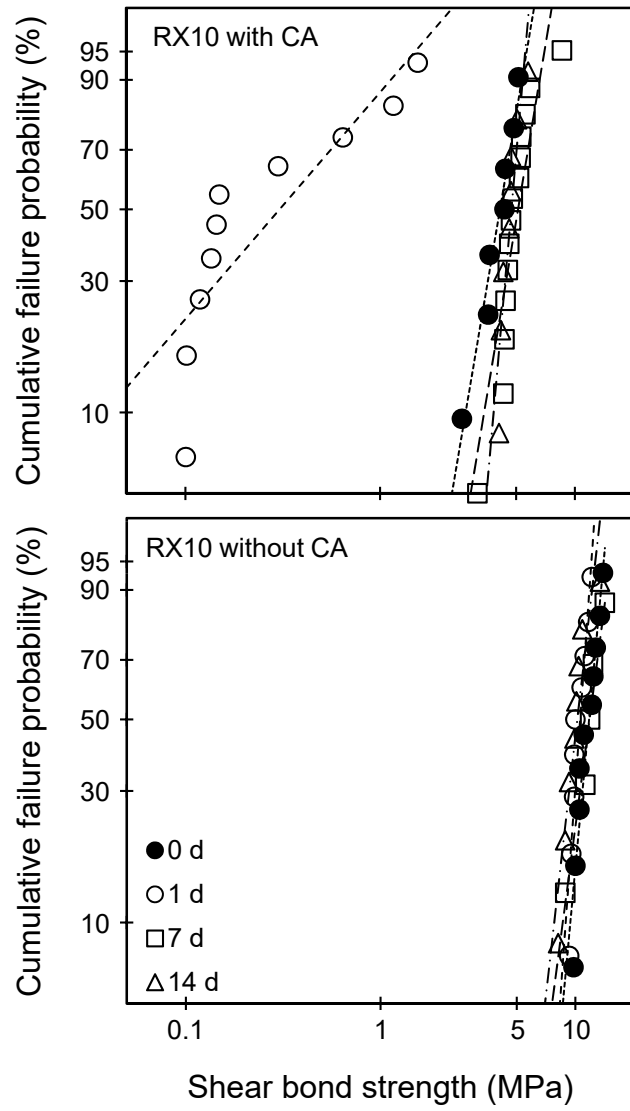 RX10 with CA
Cumulative failure probability (%)
95
90
70
50
30
10
0.1
1
5
10
RX10 without CA
Cumulative failure probability (%)
95
90
70
50
30
10
0 d
1 d
7 d
14 d
0.1
1
5
10
Shear bond strength (MPa)